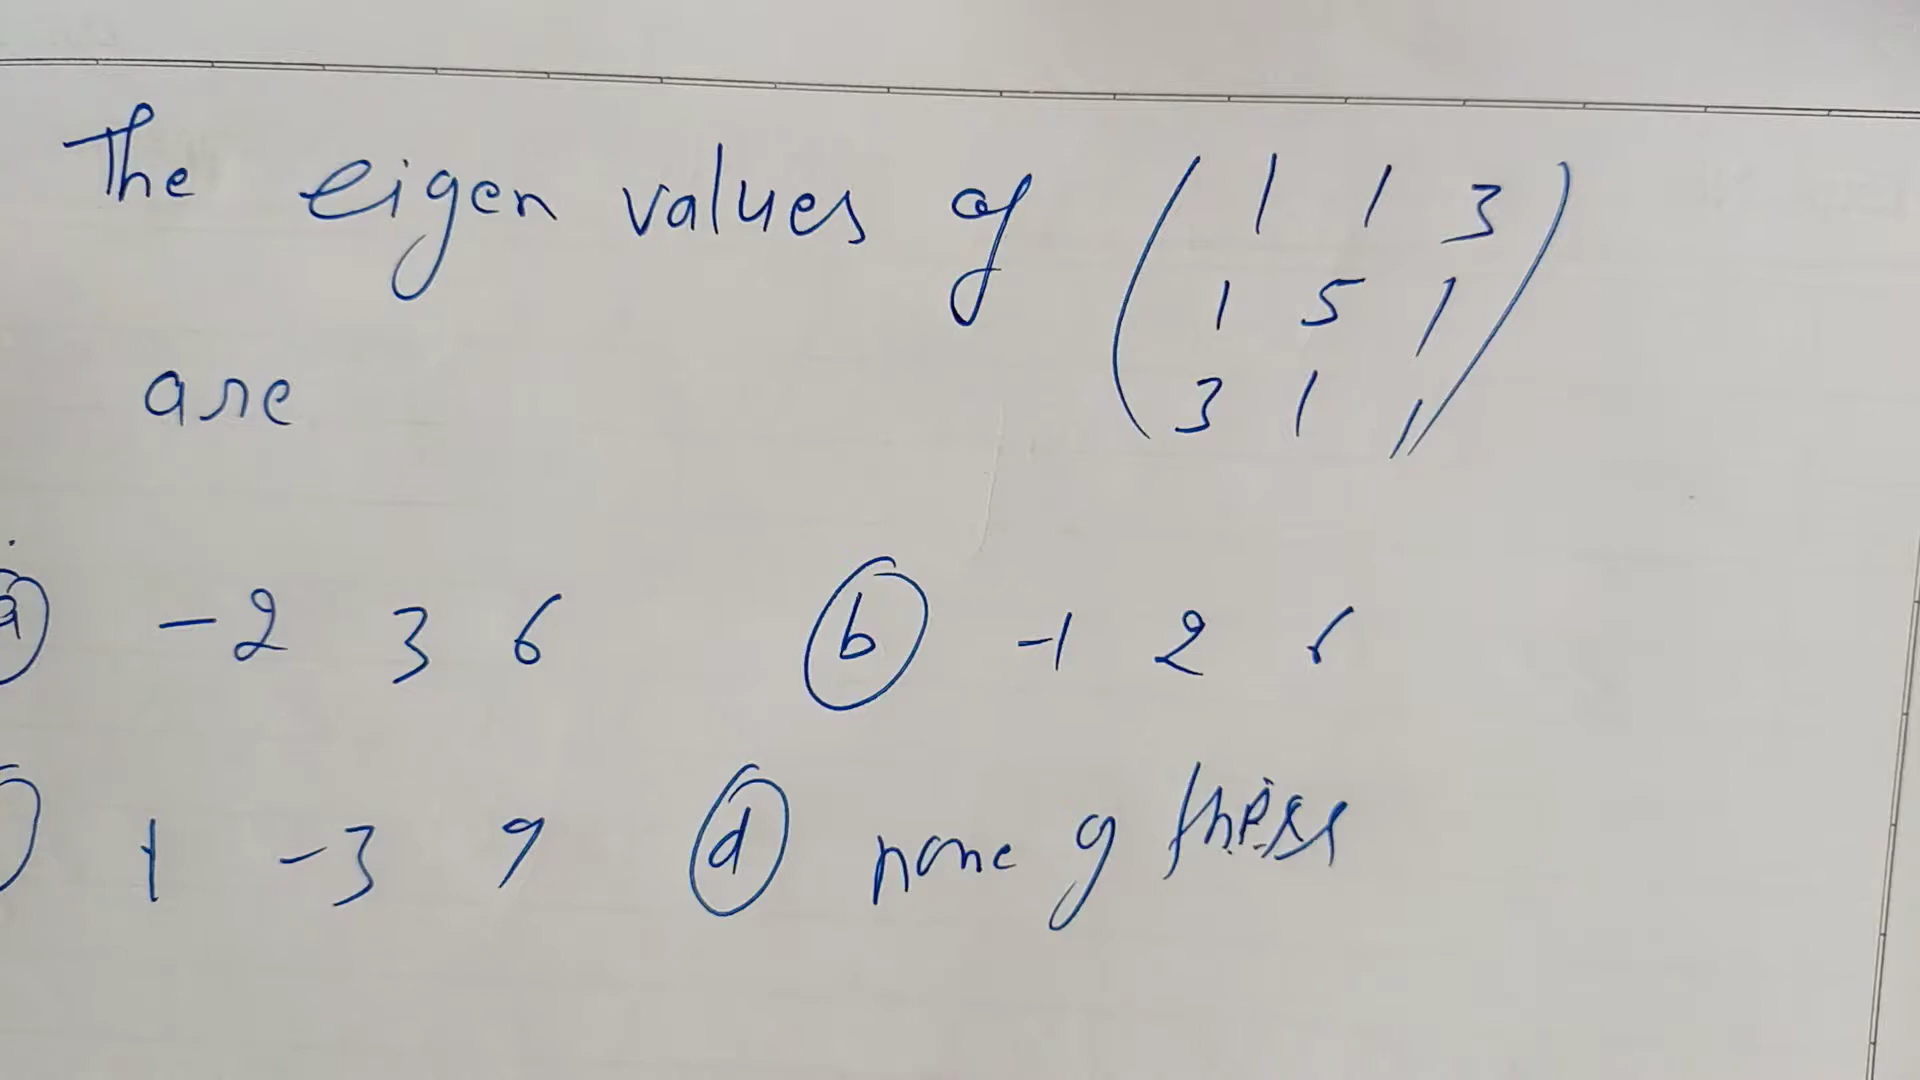 The eigen values of ( 1 1 3
1 5 1
are 3 1 1 )
a -2 3 6 b -1 2 6
1 -3 9 d none of these